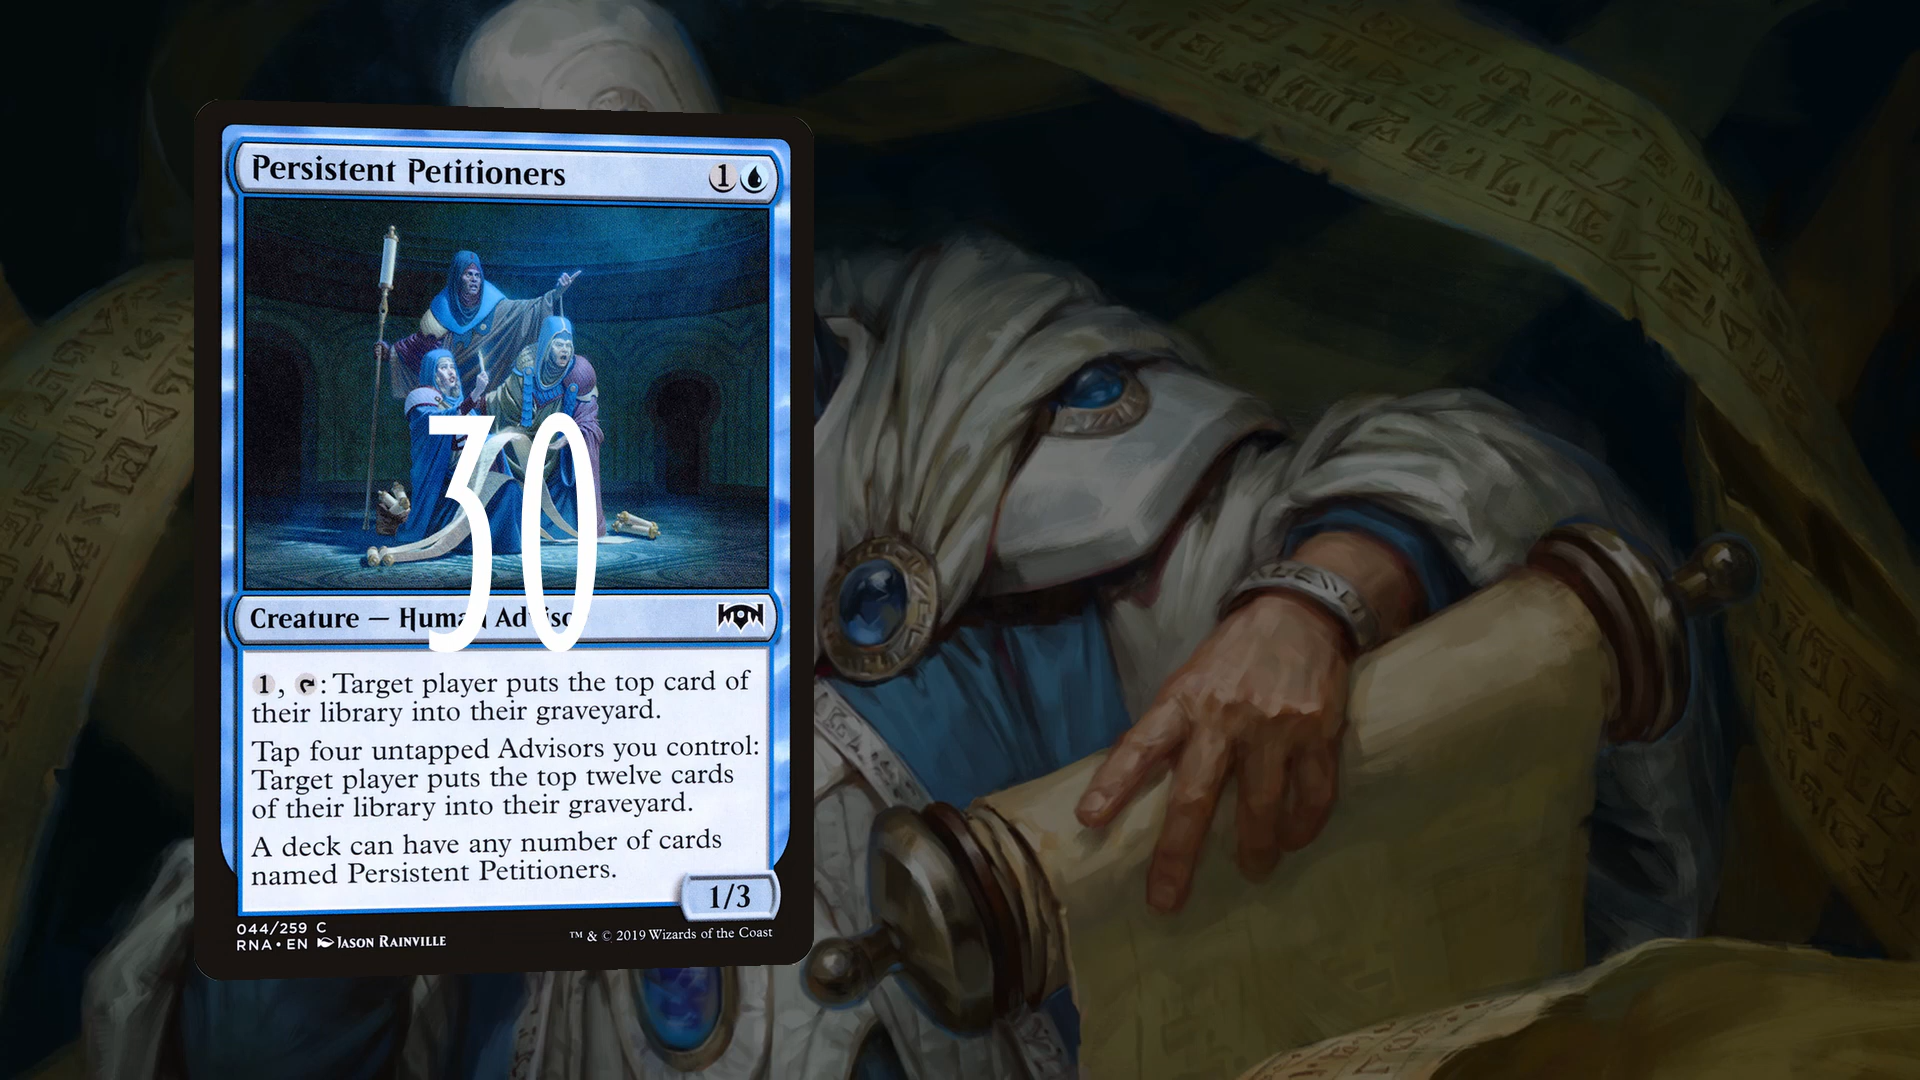 Persistent Petitioners 1
30
Creature — Human Advisor
1, : Target player puts the top card of
their library into their graveyard.
Tap four untapped Advisors you control:
Target player puts the top twelve cards
of their library into their graveyard.
A deck can have any number of cards
named Persistent Petitioners.
1/3
044/259 C
RNA • EN Jason Rainville
™ & © 2019 Wizards of the Coast